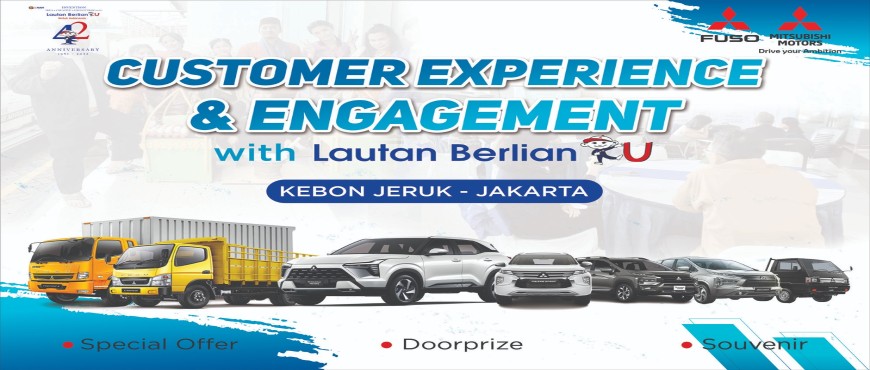 Lautan Berlian U
42
ANNIVERSARY
FUSO
MITSUBISHI
MOTORS
Drive your Ambition
CUSTOMER EXPERIENCE
& ENGAGEMENT
with Lautan Berlian U
KEBON JERUK - JAKARTA
• Special Offer
• Doorprize
• Souvenir